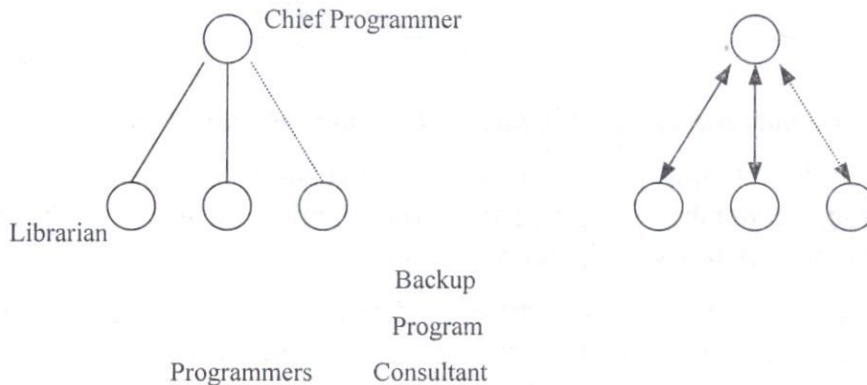 Chief Programmer
Librarian
Backup
Program
Programmers Consultant